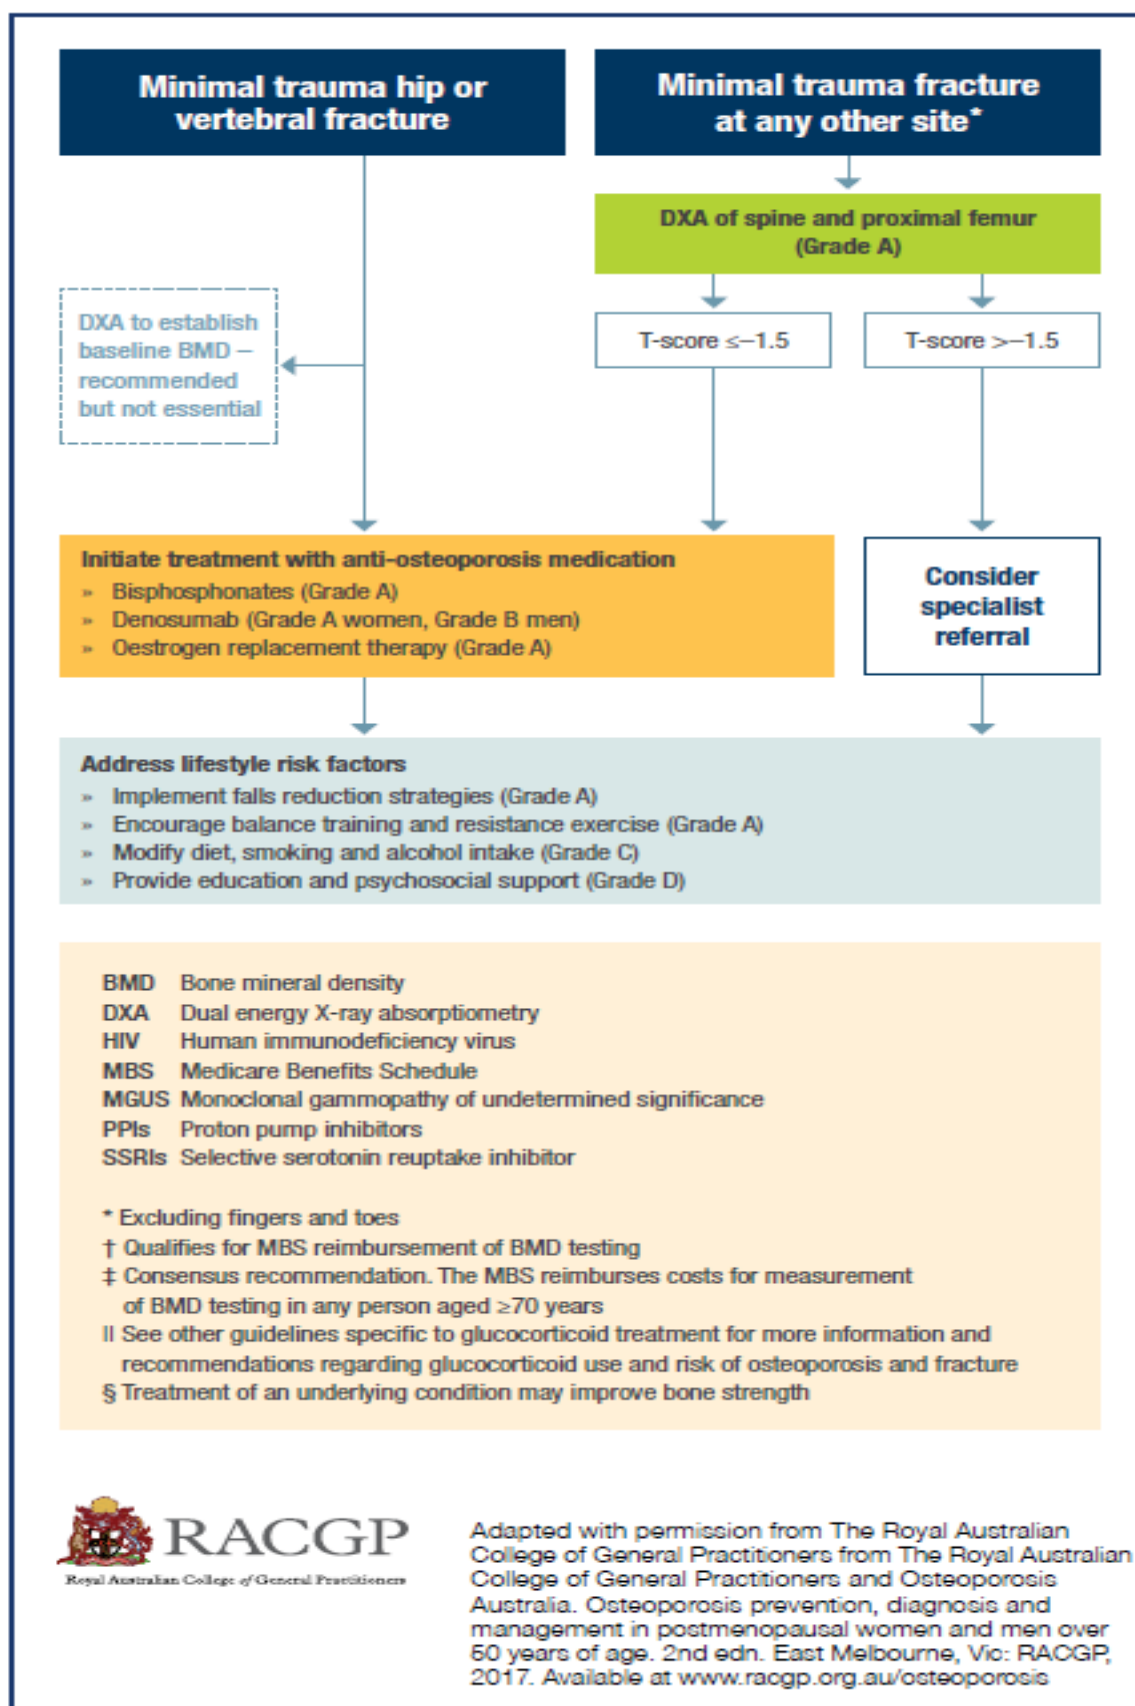 Minimal trauma hip or
vertebral fracture
Minimal trauma fracture
at any other site*
DXA of spine and proximal femur
(Grade A)
DXA to establish
baseline BMD –
recommended
but not essential
T-score ≤–1.5
T-score >–1.5
Initiate treatment with anti-osteoporosis medication
» Bisphosphonates (Grade A)
» Denosumab (Grade A women, Grade B men)
» Oestrogen replacement therapy (Grade A)
Consider
specialist
referral
Address lifestyle risk factors
» Implement falls reduction strategies (Grade A)
» Encourage balance training and resistance exercise (Grade A)
» Modify diet, smoking and alcohol intake (Grade C)
» Provide education and psychosocial support (Grade D)
BMD Bone mineral density
DXA Dual energy X-ray absorptiometry
HIV Human immunodeficiency virus
MBS Medicare Benefits Schedule
MGUS Monoclonal gammopathy of undetermined significance
PPIs Proton pump inhibitors
SSRIs Selective serotonin reuptake inhibitor
* Excluding fingers and toes
† Qualifies for MBS reimbursement of BMD testing
‡ Consensus recommendation. The MBS reimburses costs for measurement
of BMD testing in any person aged ≥70 years
|| See other guidelines specific to glucocorticoid treatment for more information and
recommendations regarding glucocorticoid use and risk of osteoporosis and fracture
§ Treatment of an underlying condition may improve bone strength
RACGP
Royal Australian College of General Practitioners
Adapted with permission from The Royal Australian
College of General Practitioners from The Royal Australian
College of General Practitioners and Osteoporosis
Australia. Osteoporosis prevention, diagnosis and
management in postmenopausal women and men over
50 years of age. 2nd edn. East Melbourne, Vic: RACGP,
2017. Available at www.racgp.org.au/osteoporosis